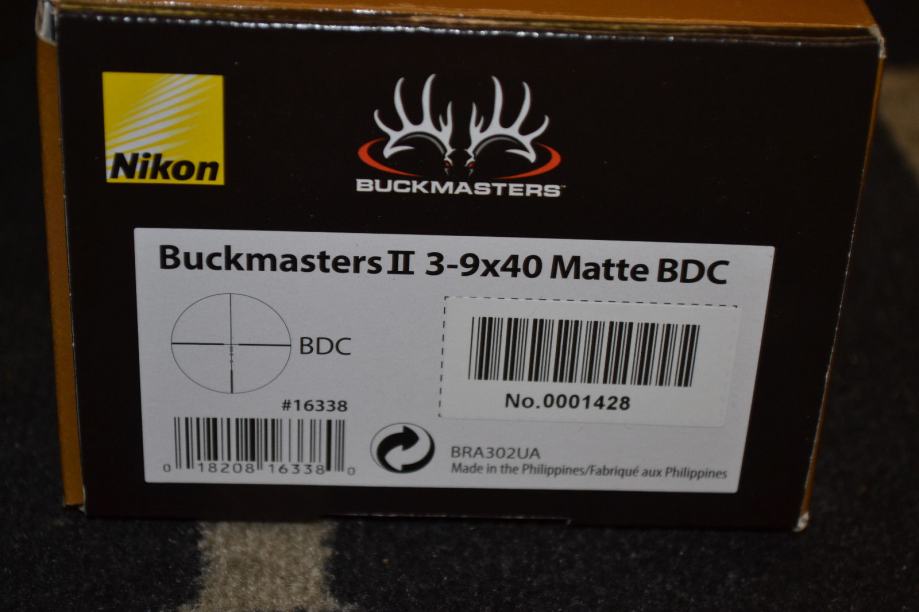 Nikon
BUCKMASTERS™
Buckmasters II 3-9x40 Matte BDC
BDC
No.0001428
#16338
0 18208 16338 0
BRA302UA
Made in the Philippines/Fabriqué aux Philippines